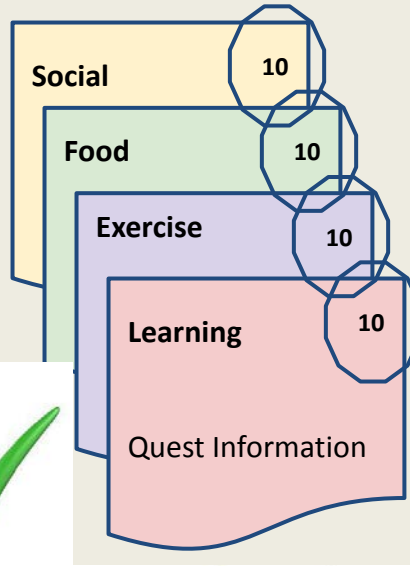 Social 10
Food 10
Exercise 10
Learning 10
Quest Information